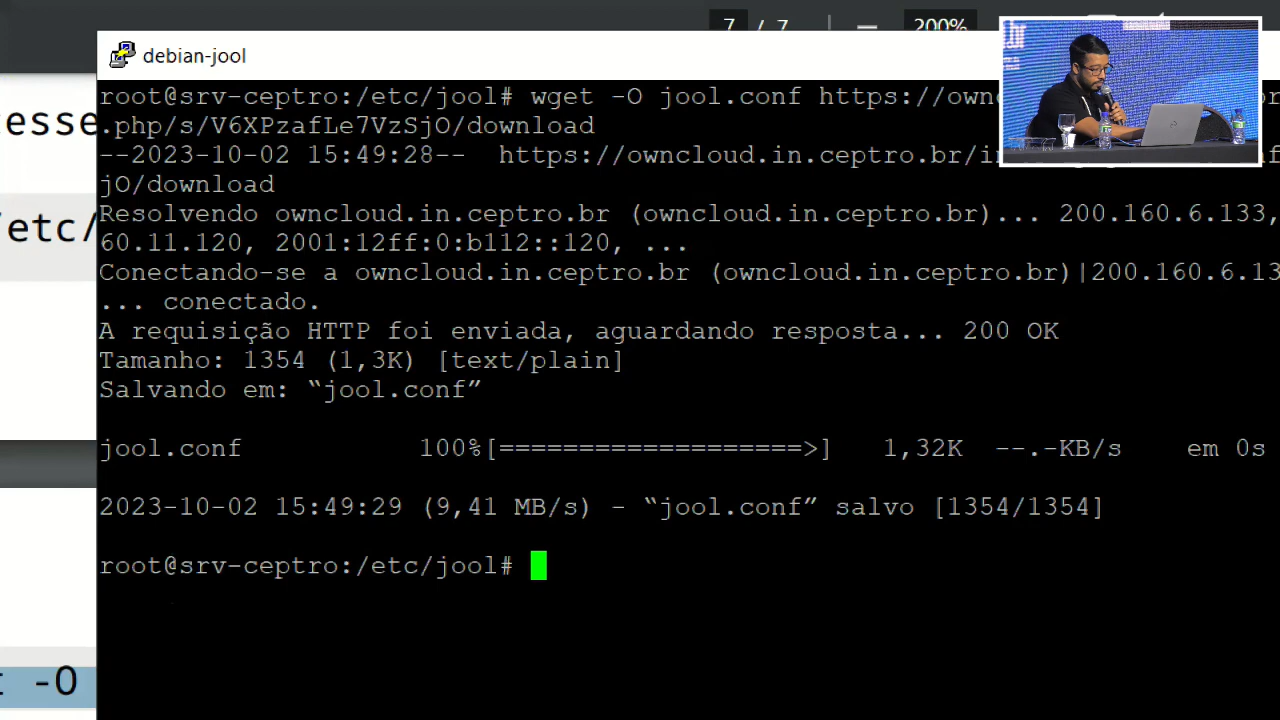 7 / 7 200%
debian-jool
esse
/etc/
-O
root@srv-ceptro:/etc/jool# wget -O jool.conf https://own
.php/s/V6XPzafLe7VzSjO/download
--2023-10-02 15:49:28-- https://owncloud.in.ceptro.br/in
jO/download
Resolvendo owncloud.in.ceptro.br (owncloud.in.ceptro.br)... 200.160.6.133,
60.11.120, 2001:12ff:0:b112::120, ...
Conectando-se a owncloud.in.ceptro.br (owncloud.in.ceptro.br)|200.160.6.13
... conectado.
A requisição HTTP foi enviada, aguardando resposta... 200 OK
Tamanho: 1354 (1,3K) [text/plain]
Salvando em: “jool.conf”
jool.conf 100%[===================>] 1,32K --.-KB/s em 0s
2023-10-02 15:49:29 (9,41 MB/s) - “jool.conf” salvo [1354/1354]
root@srv-ceptro:/etc/jool#